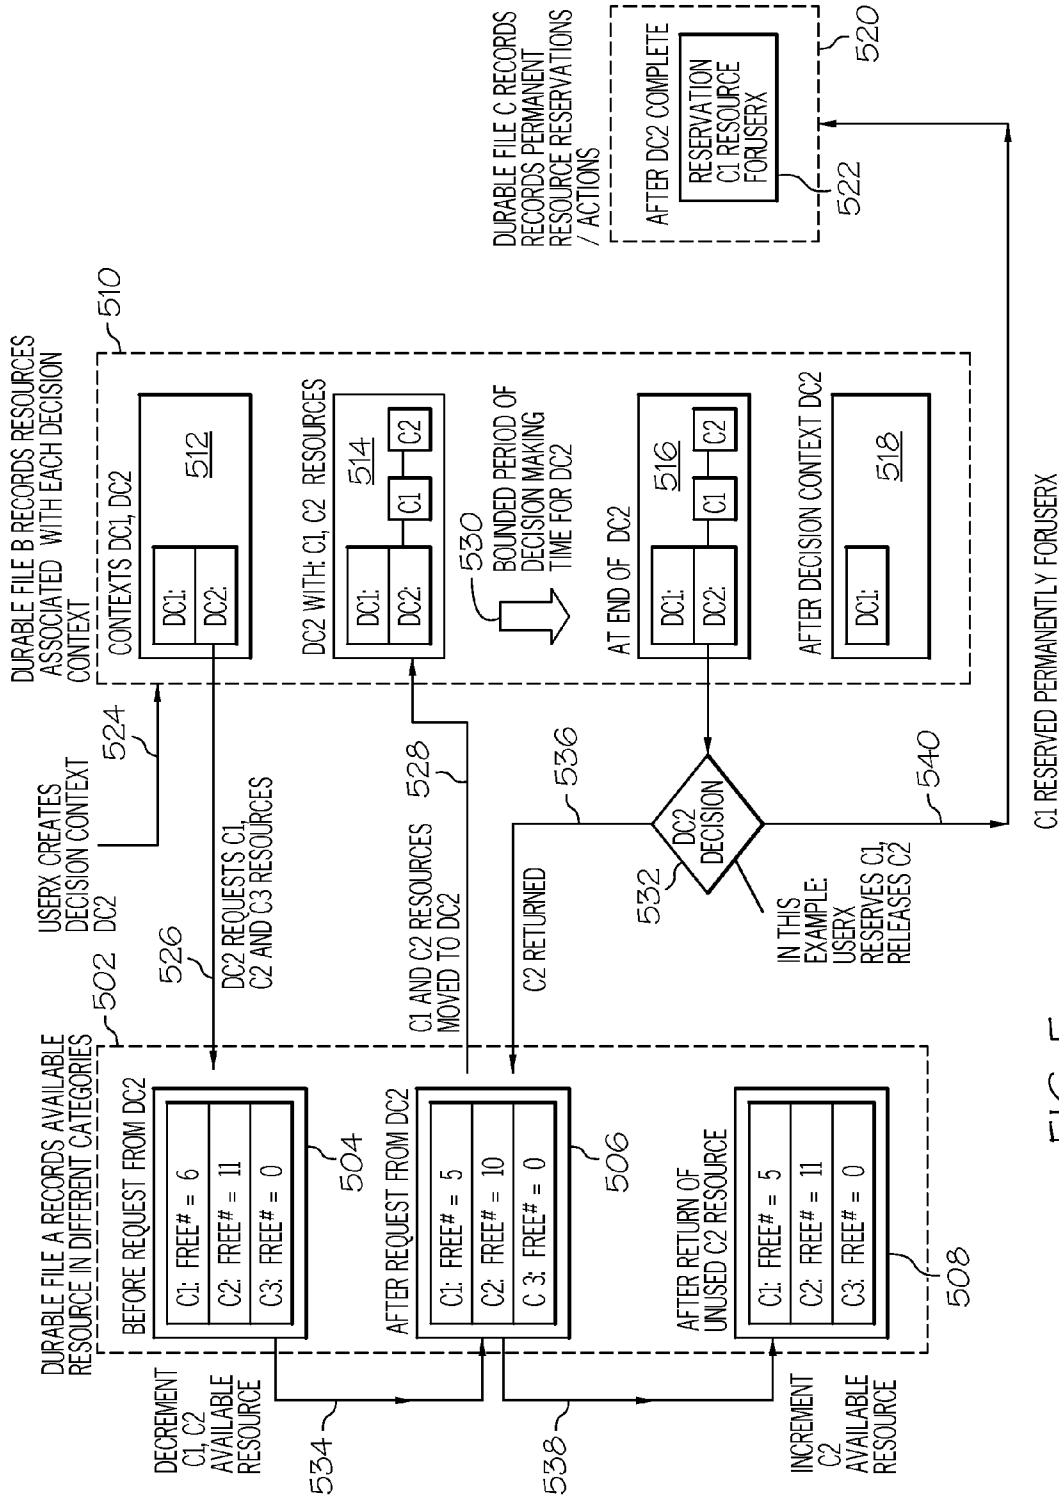 DURABLE FILE A RECORDS AVAILABLE
RESOURCE IN DIFFERENT CATEGORIES
502
BEFORE REQUEST FROM DC2
C1: FREE# = 6
C2: FREE# = 11
C3: FREE# = 0
504
DECREMENT
C1, C2
AVAILABLE
RESOURCE
534
AFTER REQUEST FROM DC2
C1: FREE# = 5
C2: FREE# = 10
C 3: FREE# = 0
506
538
AFTER RETURN OF
UNUSED C2 RESOURCE
C1: FREE# = 5
C2: FREE# = 11
C3: FREE# = 0
508
INCREMENT
C2
AVAILABLE
RESOURCE
USERX CREATES
DECISION CONTEXT
DC2
524
526
DC2 REQUESTS C1,
C2 AND C3 RESOURCES
C1 AND C2 RESOURCES
MOVED TO DC2
528
C2 RETURNED
536
532
DC2
DECISION
IN THIS
EXAMPLE:
USERX
RESERVES C1,
RELEASES C2
540
C1 RESERVED PERMANENTLY FORUSERX
DURABLE FILE B RECORDS RESOURCES
ASSOCIATED WITH EACH DECISION
CONTEXT
510
CONTEXTS DC1, DC2
DC1:
DC2:
512
DC2 WITH: C1, C2 RESOURCES
DC1:
DC2:
514
C1
C2
530
BOUNDED PERIOD OF
DECISION MAKING
TIME FOR DC2
AT END OF DC2
DC1:
DC2:
516
C1
C2
AFTER DECISION CONTEXT DC2
DC1:
518
DURABLE FILE C RECORDS
RECORDS PERMANENT
RESOURCE RESERVATIONS
/ ACTIONS
AFTER DC2 COMPLETE
RESERVATION
C1 RESOURCE
FORUSERX
522
520